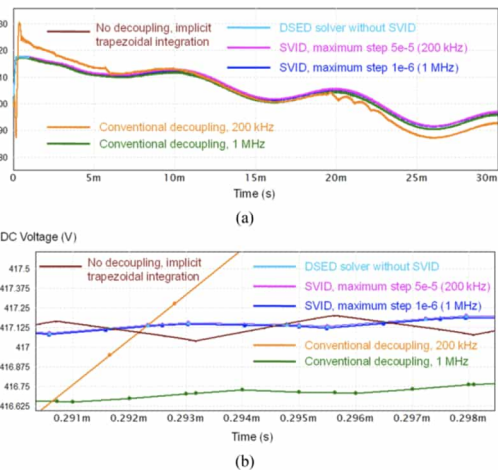 No decoupling, implicit
trapezoidal integration
DSED solver without SVID
SVID, maximum step 5e-5 (200 kHz)
SVID, maximum step 1e-6 (1 MHz)
Conventional decoupling, 200 kHz
Conventional decoupling, 1 MHz
80
80
0
5m
10m
15m
20m
25m
30m
Time (s)
(a)
DC Voltage (V)
No decoupling, implicit
trapezoidal integration
DSED solver without SVID
SVID, maximum step 5e-5 (200 kHz)
SVID, maximum step 1e-6 (1 MHz)
Conventional decoupling, 200 kHz
Conventional decoupling, 1 MHz
417.5
417.375
417.25
417.125
417
416.875
416.75
416.625
0.291m
0.292m
0.293m
0.294m
0.295m
0.296m
0.297m
0.298m
Time (s)
(b)